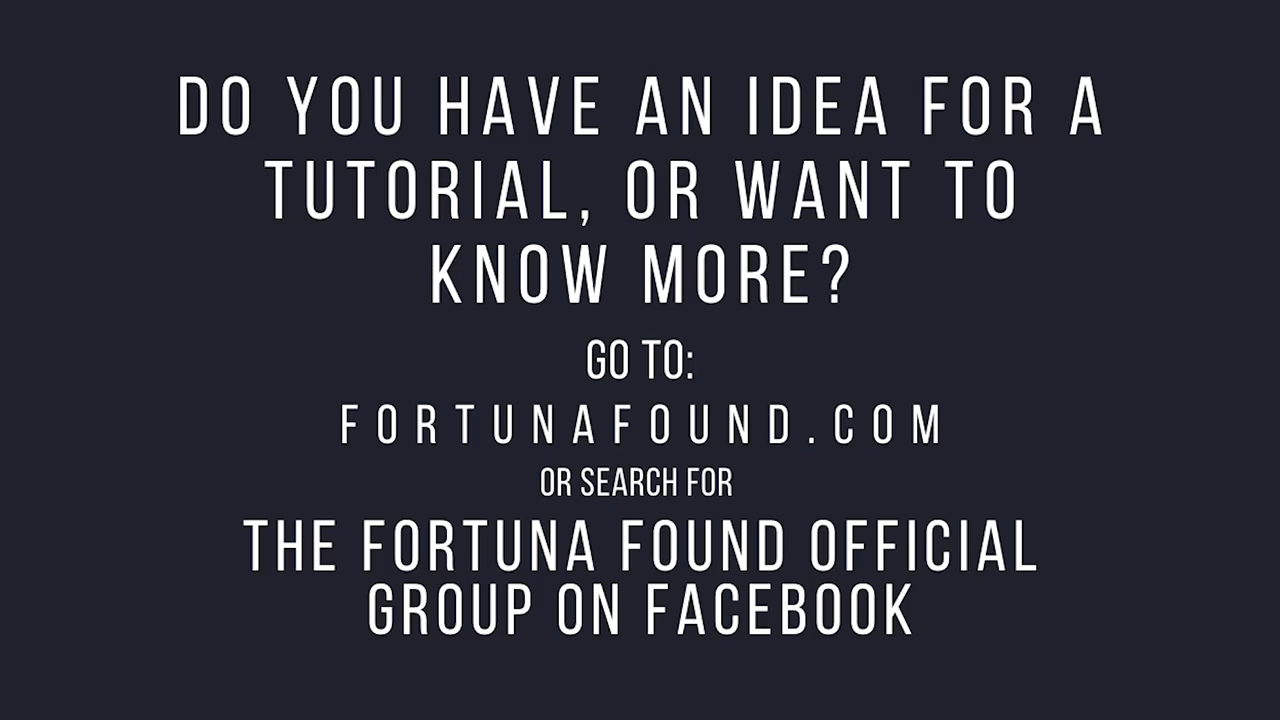 DO YOU HAVE AN IDEA FOR A
TUTORIAL, OR WANT TO
KNOW MORE?
GO TO:
FORTUNAFOUND.COM
OR SEARCH FOR
THE FORTUNA FOUND OFFICIAL
GROUP ON FACEBOOK